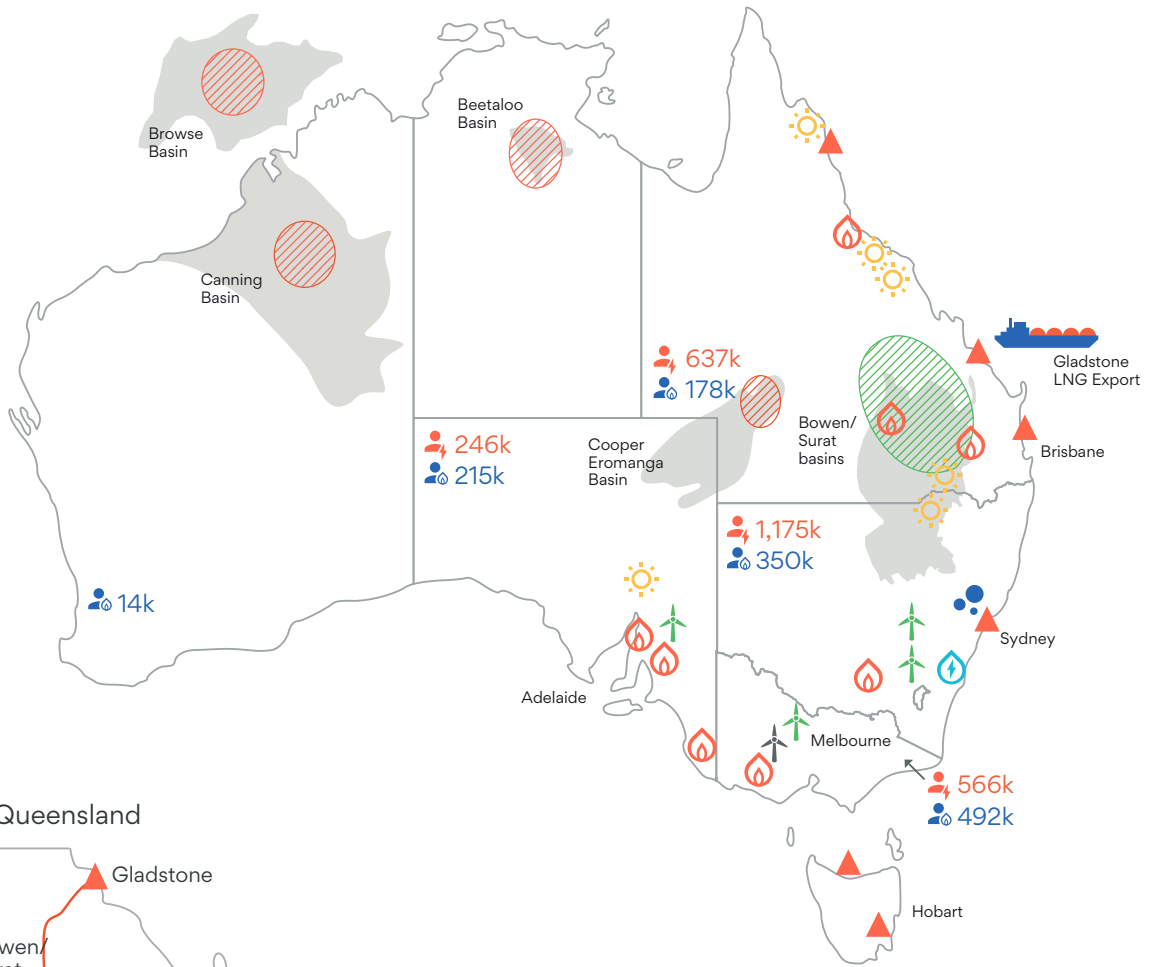 Beetaloo
Basin
Browse
Basin
Canning
Basin
637k
178k
Gladstone
LNG Export
246k
215k
Cooper
Eromanga
Basin
Bowen/
Surat
basins
Brisbane
1,175k
350k
14k
Sydney
Adelaide
Melbourne
566k
492k
Queensland
Gladstone
Hobart
wen/